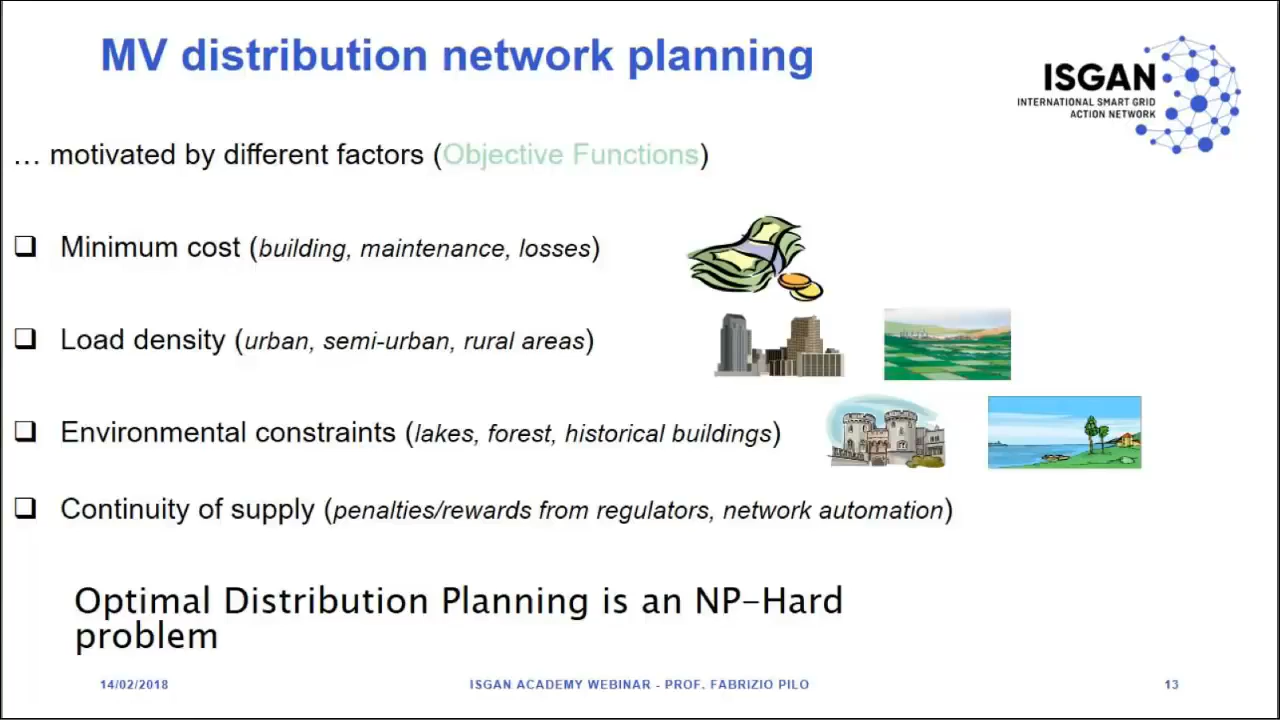 MV distribution network planning
ISGAN
INTERNATIONAL SMART GRID
ACTION NETWORK
… motivated by different factors (Objective Functions)
❑ Minimum cost (building, maintenance, losses)
❑ Load density (urban, semi-urban, rural areas)
❑ Environmental constraints (lakes, forest, historical buildings)
❑ Continuity of supply (penalties/rewards from regulators, network automation)
Optimal Distribution Planning is an NP-Hard
problem
14/02/2018 ISGAN ACADEMY WEBINAR - PROF. FABRIZIO PILO 13